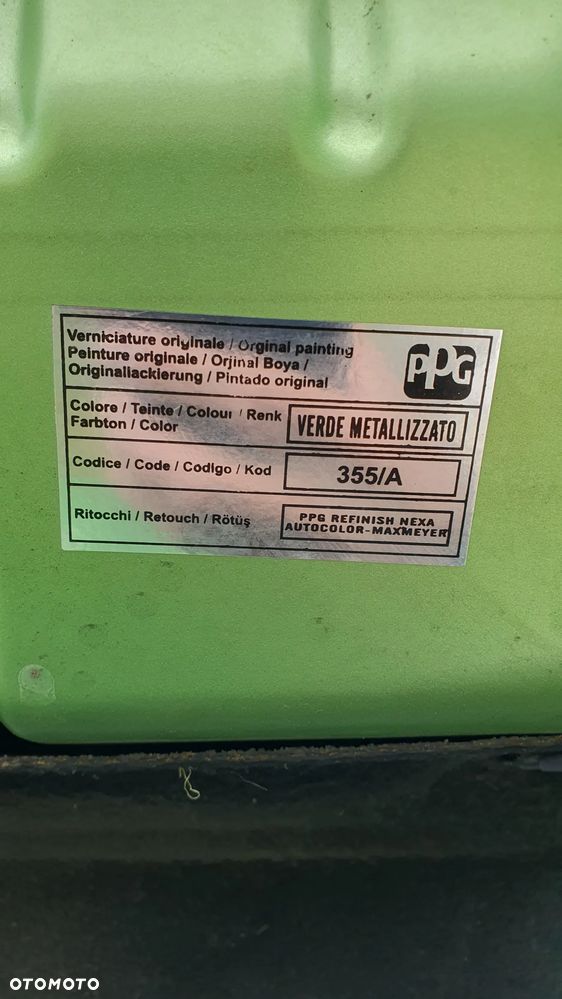 Verniciature originale / Orginal painting
Peinture originale / Orjinal Boya /
Originallackierung / Pintado original
PPG
Colore / Teinte / Colour / Renk
Farbton / Color
VERDE METALLIZZATO
Codice / Code / Codigo / Kod
355/A
Ritocchi / Retouch / Rötüş
PPG REFINISH NEXA
AUTOCOLOR-MAXMEYER
OTOMOTO